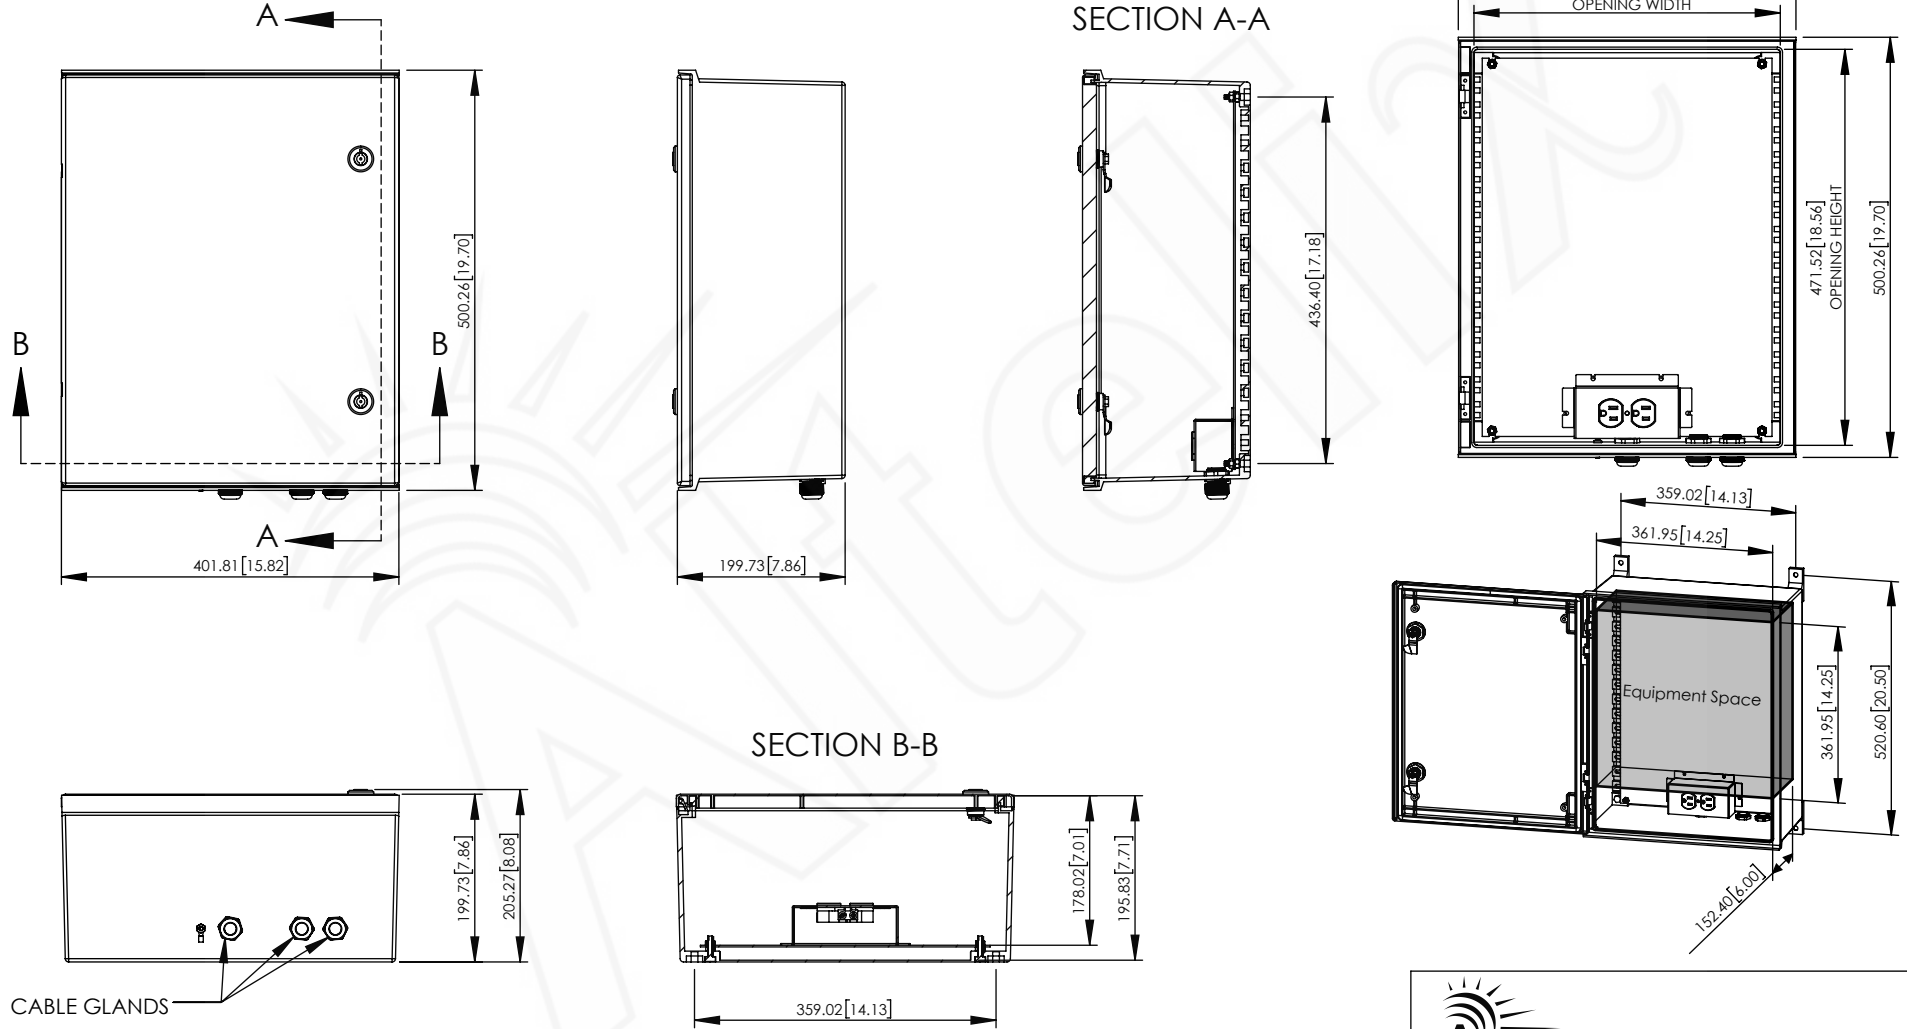 A
SECTION A-A
OPENING WIDTH
500.26[19.70]
436.40[17.18]
471.52[18.56]
OPENING HEIGHT
500.26[19.70]
B
B
A
401.81[15.82]
199.73[7.86]
359.02[14.13]
361.95[14.25]
Equipment Space
361.95[14.25]
520.60[20.50]
152.40[6.00]
SECTION B-B
199.73[7.86]
205.27[8.08]
178.02[7.01]
195.83[7.71]
CABLE GLANDS
359.02[14.13]
Altelix